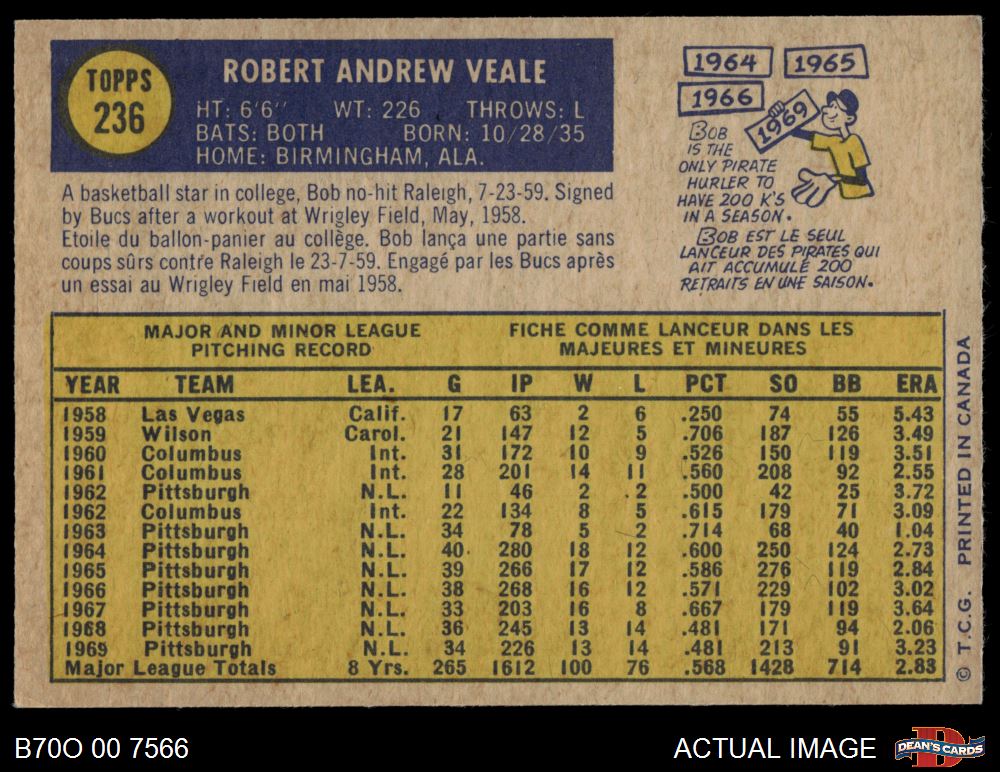 TOPPS
236
ROBERT ANDREW VEALE
HT: 6'6" WT: 226 THROWS: L
BATS: BOTH BORN: 10/28/35
HOME: BIRMINGHAM, ALA.
A basketball star in college, Bob no-hit Raleigh, 7-23-59. Signed
by Bucs after a workout at Wrigley Field, May, 1958.
Etoile du ballon-panier au collège. Bob lança une partie sans
coups sûrs contre Raleigh le 23-7-59. Engagé par les Bucs après
un essai au Wrigley Field en mai 1958.
1964 1965
1966
1969
BOB
IS THE
ONLY PIRATE
HURLER TO
HAVE 200 K'S
IN A SEASON.
BOB EST LE SEUL
LANCEUR DES PIRATES QUI
AIT ACCUMULÉ 200
RETRAITS EN UNE SAISON.
MAJOR AND MINOR LEAGUE
PITCHING RECORD
FICHE COMME LANCEUR DANS LES
MAJEURES ET MINEURES
YEAR TEAM LEA. G IP W L PCT SO BB ERA
1958 Las Vegas Calif. 17 63 2 6 .250 74 55 5.43
1959 Wilson Carol. 21 147 12 5 .706 187 126 3.49
1960 Columbus Int. 31 172 10 9 .526 150 119 3.51
1961 Columbus Int. 28 201 14 11 .560 208 92 2.55
1962 Pittsburgh N.L. 11 46 2 2 .500 42 25 3.72
1962 Columbus Int. 22 134 8 5 .615 179 71 3.09
1963 Pittsburgh N.L. 34 78 5 2 .714 68 40 1.04
1964 Pittsburgh N.L. 40 280 18 12 .600 250 124 2.73
1965 Pittsburgh N.L. 39 266 17 12 .586 276 119 2.84
1966 Pittsburgh N.L. 38 268 16 12 .571 229 102 3.02
1967 Pittsburgh N.L. 33 203 16 8 .667 179 119 3.64
1968 Pittsburgh N.L. 36 245 13 14 .481 171 94 2.06
1969 Pittsburgh N.L. 34 226 13 14 .481 213 91 3.23
Major League Totals 8 Yrs. 265 1612 100 76 .568 1428 714 2.83
© T.C.G. PRINTED IN CANADA
B70O 00 7566
ACTUAL IMAGE
DEAN'S CARDS